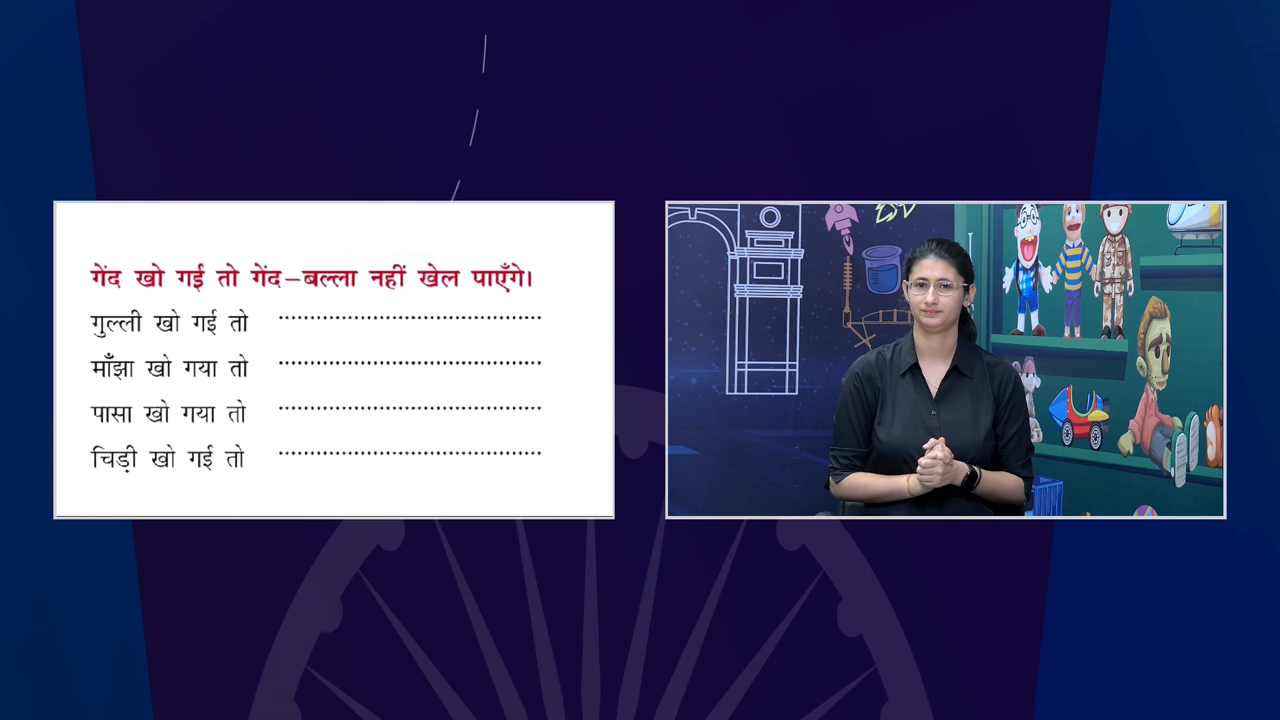 गेंद खो गई तो गेंद–बल्ला नहीं खेल पाएँगे।
गुल्ली खो गई तो ........................................................
माँझा खो गया तो ........................................................
पासा खो गया तो ........................................................
चिड़ी खो गई तो ........................................................